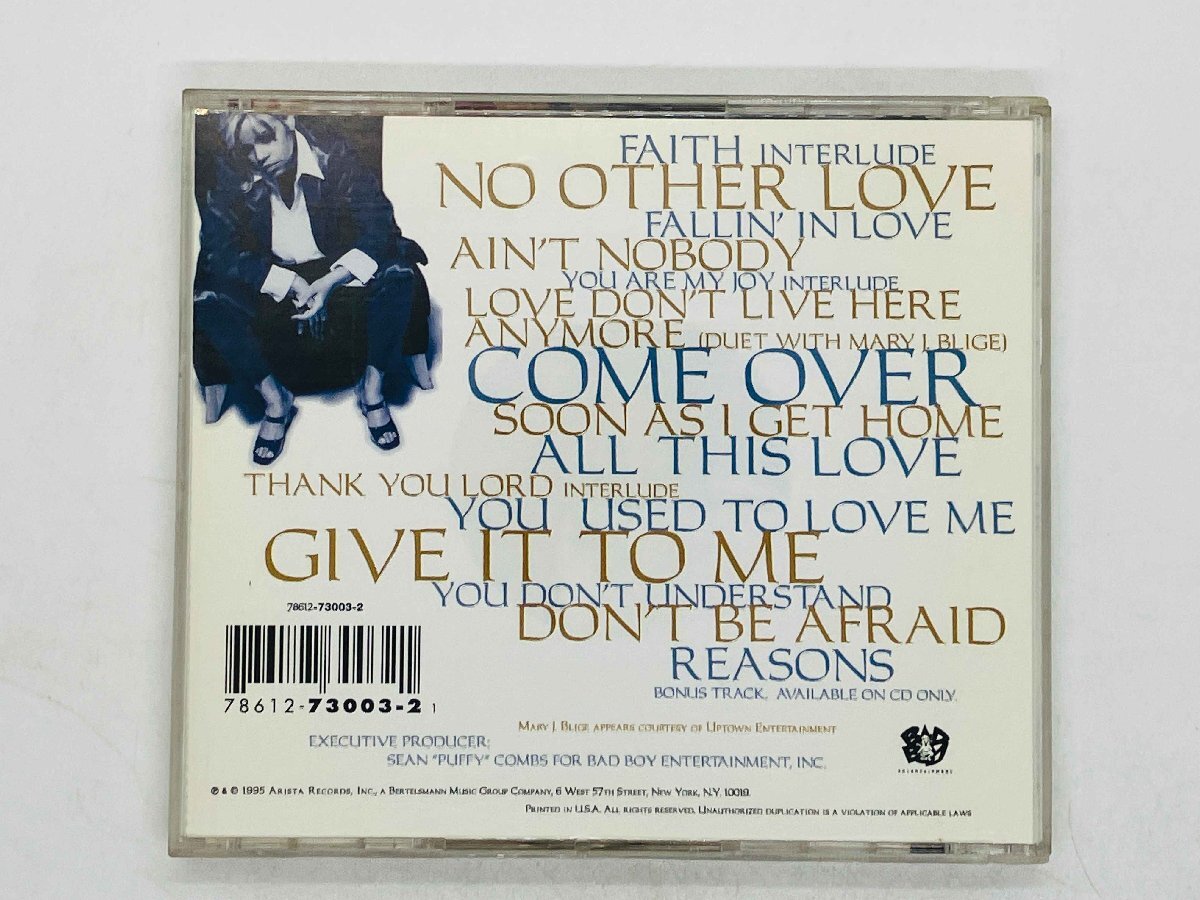 FAITH INTERLUDE
NO OTHER LOVE
FALLIN' IN LOVE
AIN'T NOBODY
YOU ARE MY JOY INTERLUDE
LOVE DON'T LIVE HERE
ANYMORE (DUET WITH MARY J. BLIGE)
COME OVER
SOON AS I GET HOME
ALL THIS LOVE
THANK YOU LORD INTERLUDE
YOU USED TO LOVE ME
GIVE IT TO ME
YOU DON'T UNDERSTAND
DON'T BE AFRAID
REASONS
BONUS TRACK. AVAILABLE ON CD ONLY.
78612-73003-2
78612-73003-2 1
MARY J. BLIGE APPEARS COURTESY OF UPTOWN ENTERTAINMENT
EXECUTIVE PRODUCER:
SEAN "PUFFY" COMBS FOR BAD BOY ENTERTAINMENT, INC.
BAD BOY
ENTERTAINMENT
℗ & © 1995 ARISTA RECORDS, INC., A BERTELSMANN MUSIC GROUP COMPANY, 6 WEST 57TH STREET, NEW YORK, N.Y. 10019.
PRINTED IN U.S.A. ALL RIGHTS RESERVED. UNAUTHORIZED DUPLICATION IS A VIOLATION OF APPLICABLE LAWS